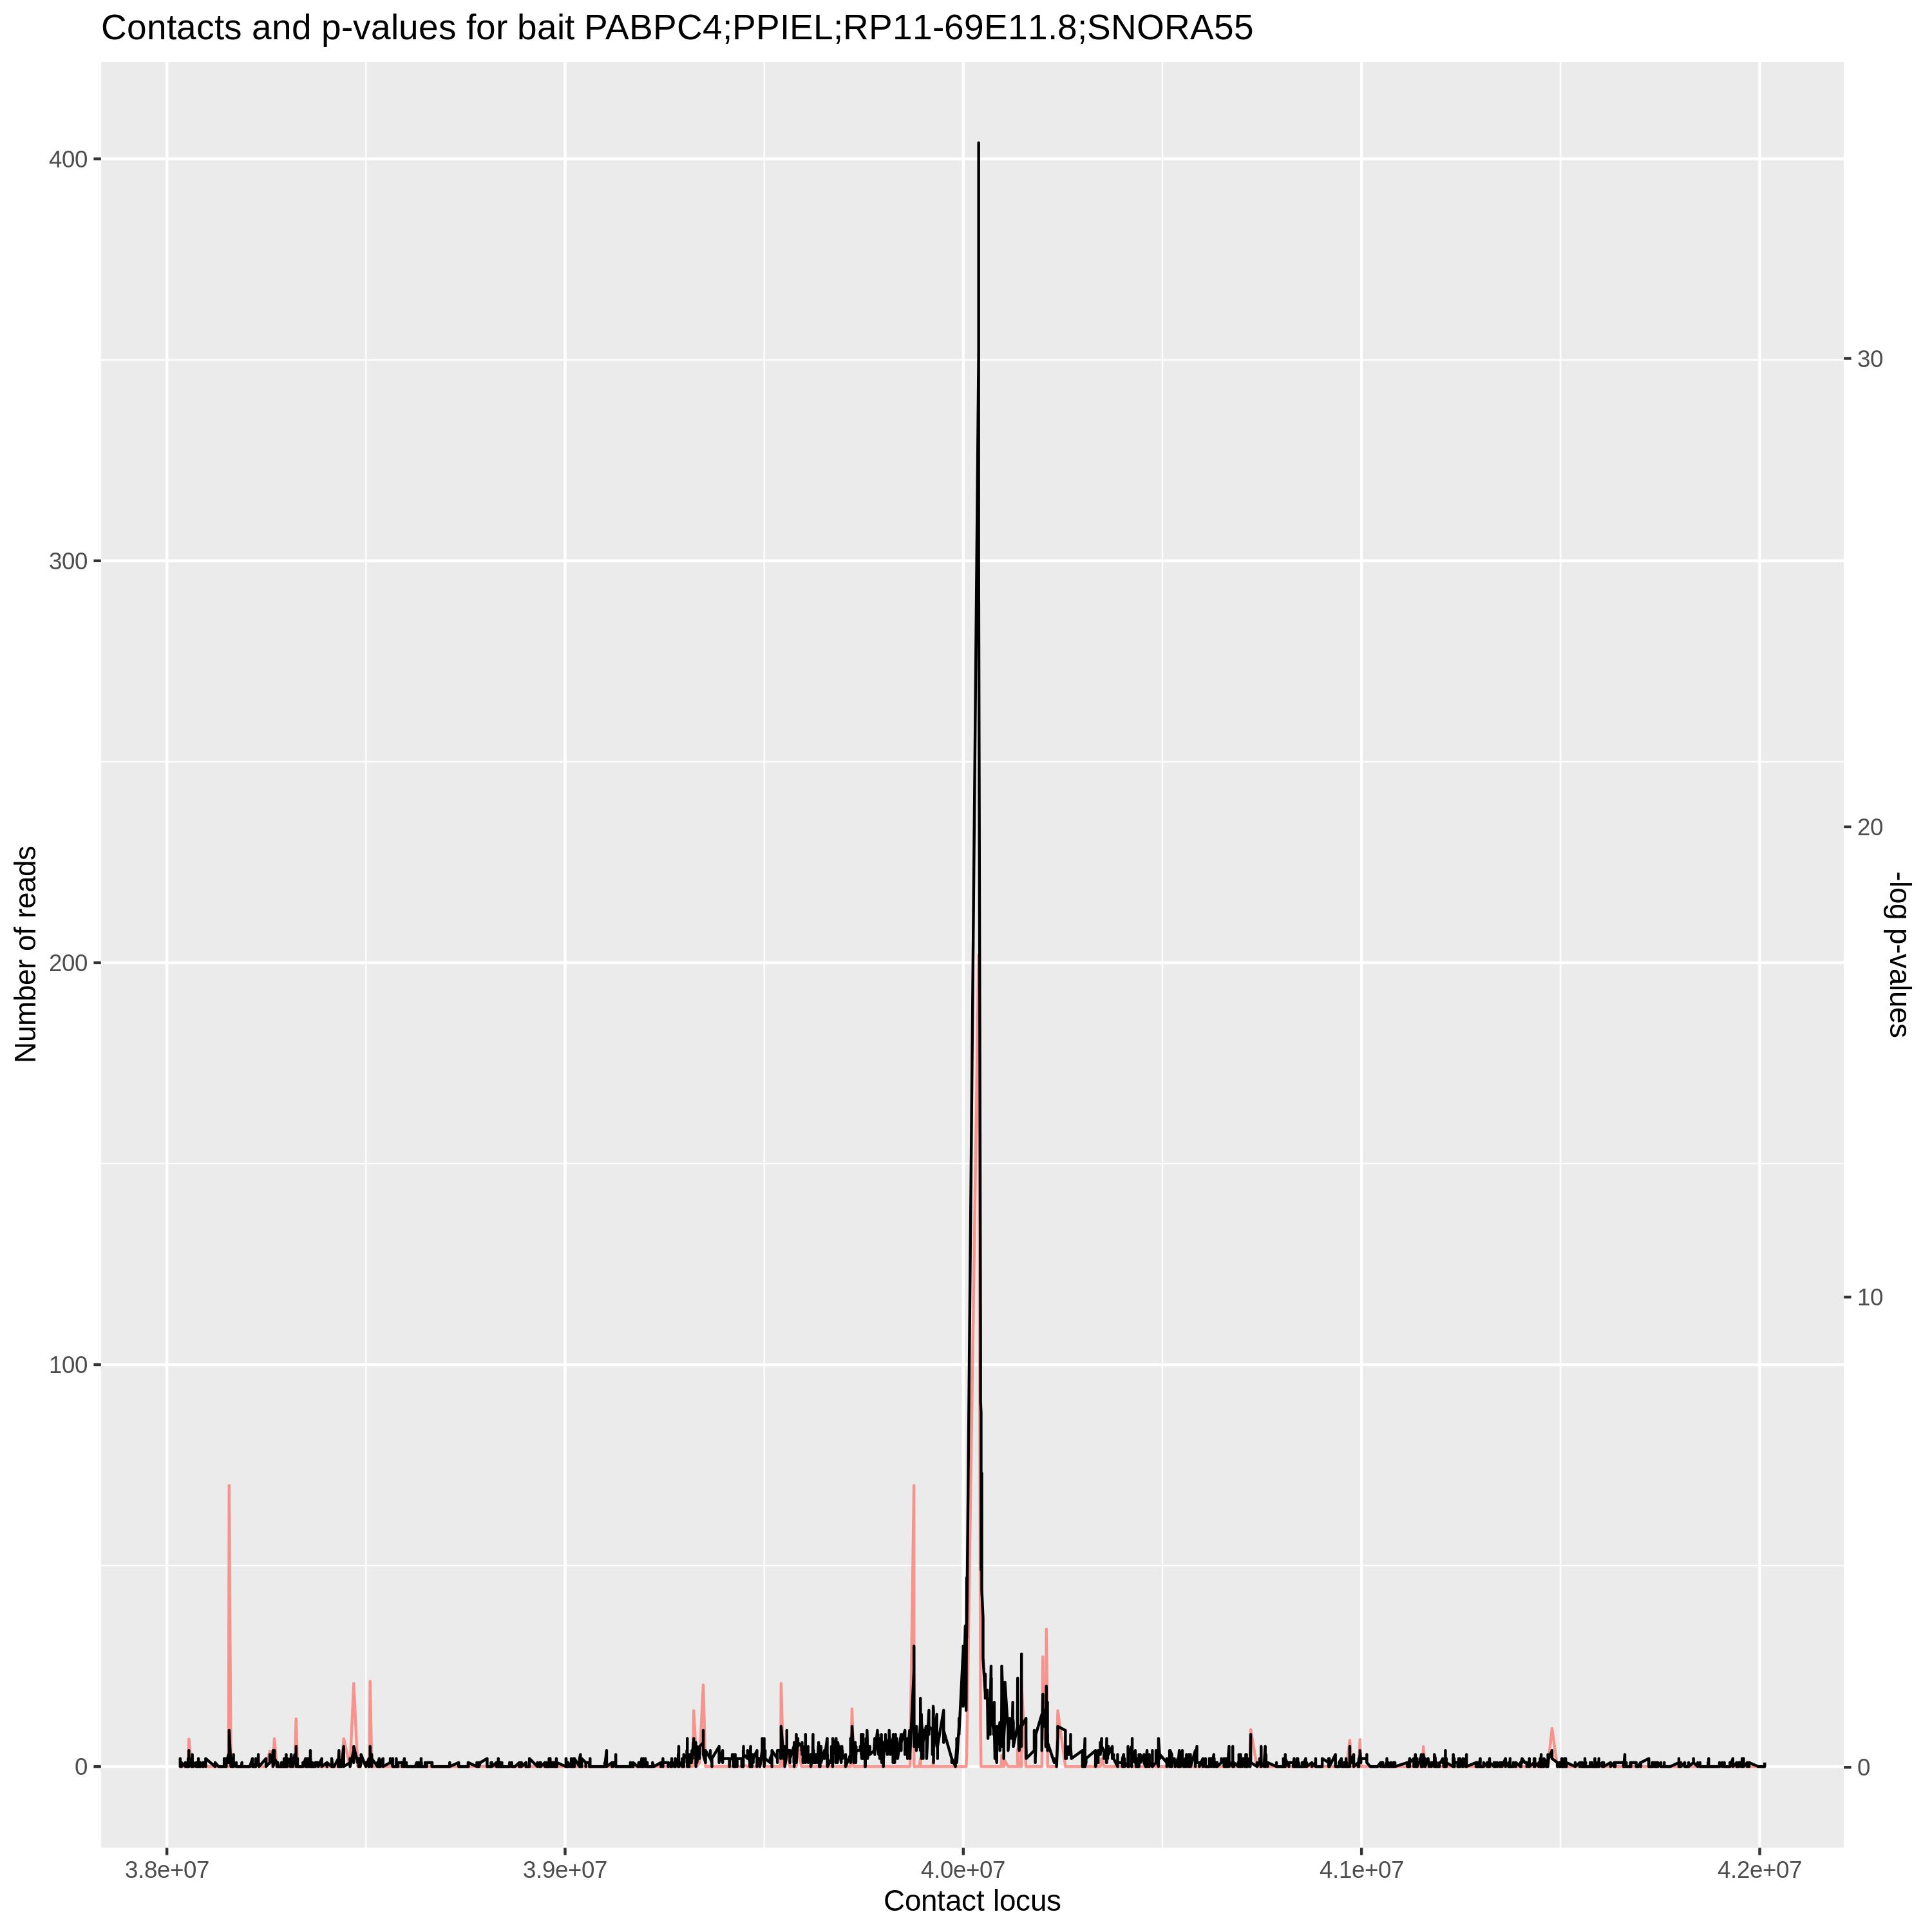 Contacts and p-values for bait PABPC4;PPIEL;RP11-69E11.8;SNORA55
400
300
200
100
0
Number of reads
30
20
10
0
-log p-values
3.8e+07
3.9e+07
4.0e+07
4.1e+07
4.2e+07
Contact locus